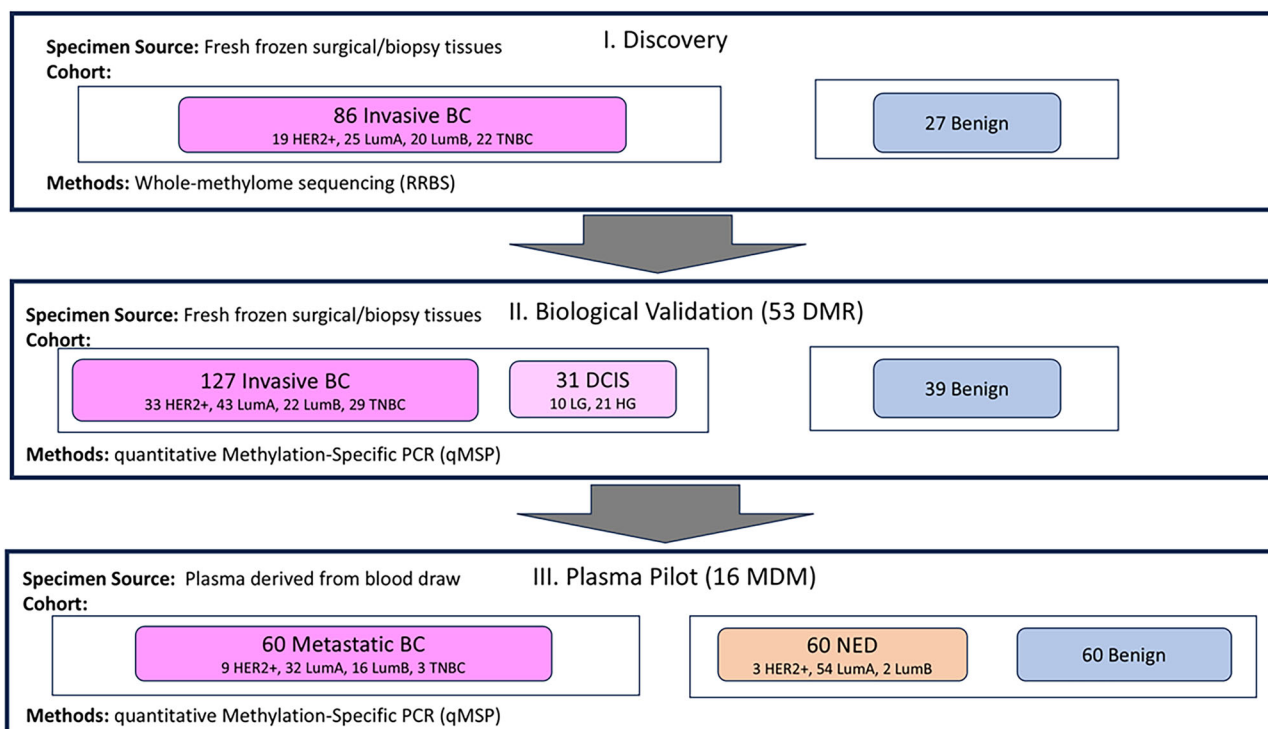 I. Discovery
Specimen Source: Fresh frozen surgical/biopsy tissues
Cohort:
86 Invasive BC
19 HER2+, 25 LumA, 20 LumB, 22 TNBC
27 Benign
Methods: Whole-methylome sequencing (RRBS)
II. Biological Validation (53 DMR)
Specimen Source: Fresh frozen surgical/biopsy tissues
Cohort:
127 Invasive BC
33 HER2+, 43 LumA, 22 LumB, 29 TNBC
31 DCIS
10 LG, 21 HG
39 Benign
Methods: quantitative Methylation-Specific PCR (qMSP)
III. Plasma Pilot (16 MDM)
Specimen Source: Plasma derived from blood draw
Cohort:
60 Metastatic BC
9 HER2+, 32 LumA, 16 LumB, 3 TNBC
60 NED
3 HER2+, 54 LumA, 2 LumB
60 Benign
Methods: quantitative Methylation-Specific PCR (qMSP)